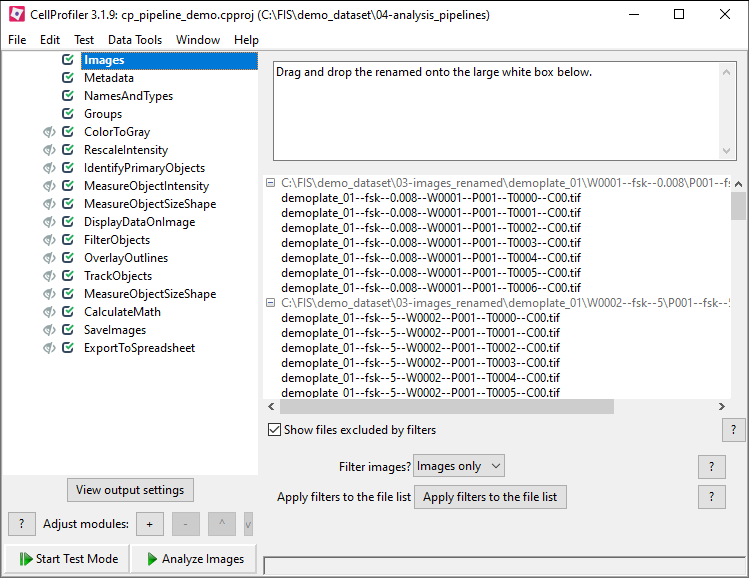 CellProfiler 3.1.9: cp_pipeline_demo.cpproj (C:\FIS\demo_dataset\04-analysis_pipelines)
File Edit Test Data Tools Window Help
Images
Metadata
NamesAndTypes
Groups
ColorToGray
RescaleIntensity
IdentifyPrimaryObjects
MeasureObjectIntensity
MeasureObjectSizeShape
DisplayDataOnImage
FilterObjects
OverlayOutlines
TrackObjects
MeasureObjectSizeShape
CalculateMath
SaveImages
ExportToSpreadsheet
View output settings
? Adjust modules: + - ^ v
Start Test Mode Analyze Images
Drag and drop the renamed onto the large white box below.
C:\FIS\demo_dataset\03-images_renamed\demoplate_01\W0001--fsk--0.008\P001--fs
demoplate_01--fsk--0.008--W0001--P001--T0000--C00.tif
demoplate_01--fsk--0.008--W0001--P001--T0001--C00.tif
demoplate_01--fsk--0.008--W0001--P001--T0002--C00.tif
demoplate_01--fsk--0.008--W0001--P001--T0003--C00.tif
demoplate_01--fsk--0.008--W0001--P001--T0004--C00.tif
demoplate_01--fsk--0.008--W0001--P001--T0005--C00.tif
demoplate_01--fsk--0.008--W0001--P001--T0006--C00.tif
C:\FIS\demo_dataset\03-images_renamed\demoplate_01\W0002--fsk--5\P001--fsk--5
demoplate_01--fsk--5--W0002--P001--T0000--C00.tif
demoplate_01--fsk--5--W0002--P001--T0001--C00.tif
demoplate_01--fsk--5--W0002--P001--T0002--C00.tif
demoplate_01--fsk--5--W0002--P001--T0003--C00.tif
demoplate_01--fsk--5--W0002--P001--T0004--C00.tif
demoplate_01--fsk--5--W0002--P001--T0005--C00.tif
Show files excluded by filters ?
Filter images? Images only ?
Apply filters to the file list Apply filters to the file list ?